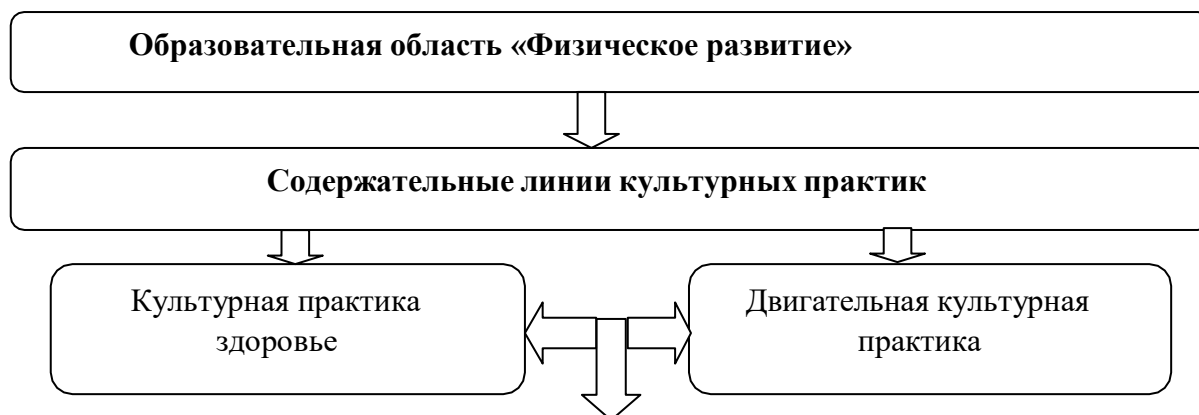 Образовательная область «Физическое развитие»
Содержательные линии культурных практик
Культурная практика
здоровье
Двигательная культурная
практика